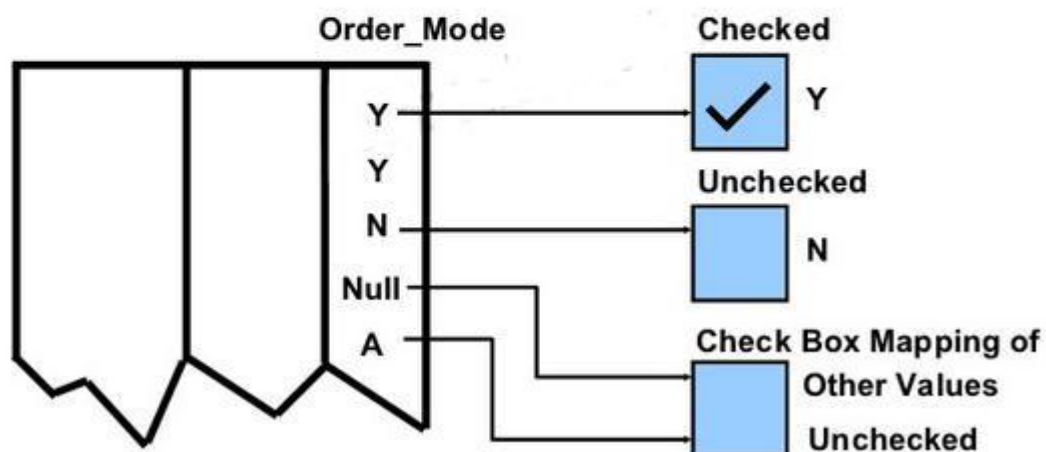 Order_Mode
Y
Y
N
Null
A
Checked
Y
Unchecked
N
Check Box Mapping of
Other Values
Unchecked